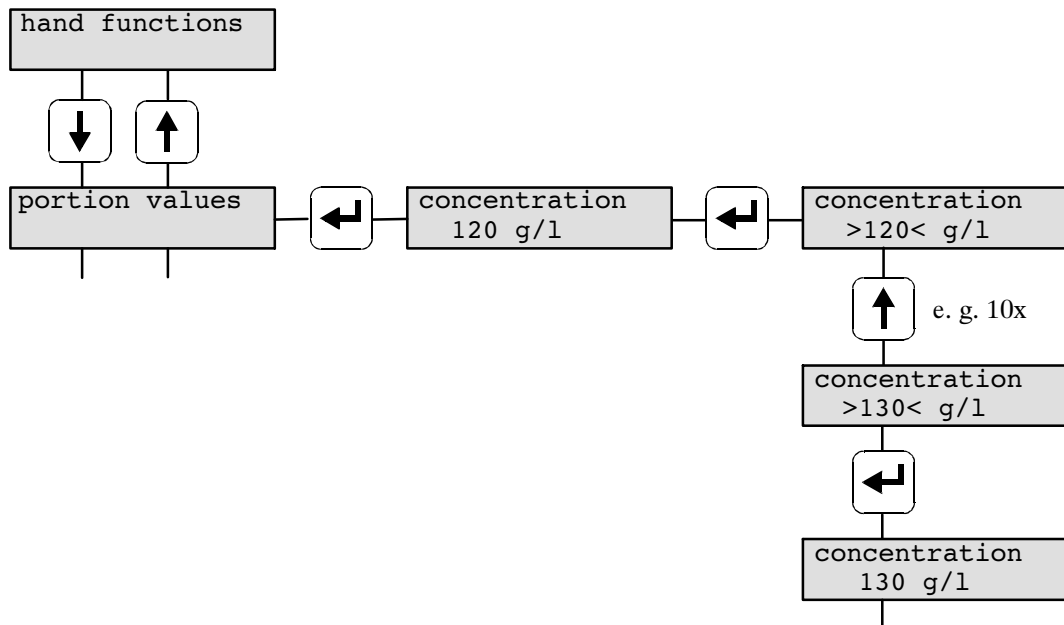 hand functions
portion values
concentration
120 g/l
concentration
>120< g/l
e. g. 10x
concentration
>130< g/l
concentration
130 g/l